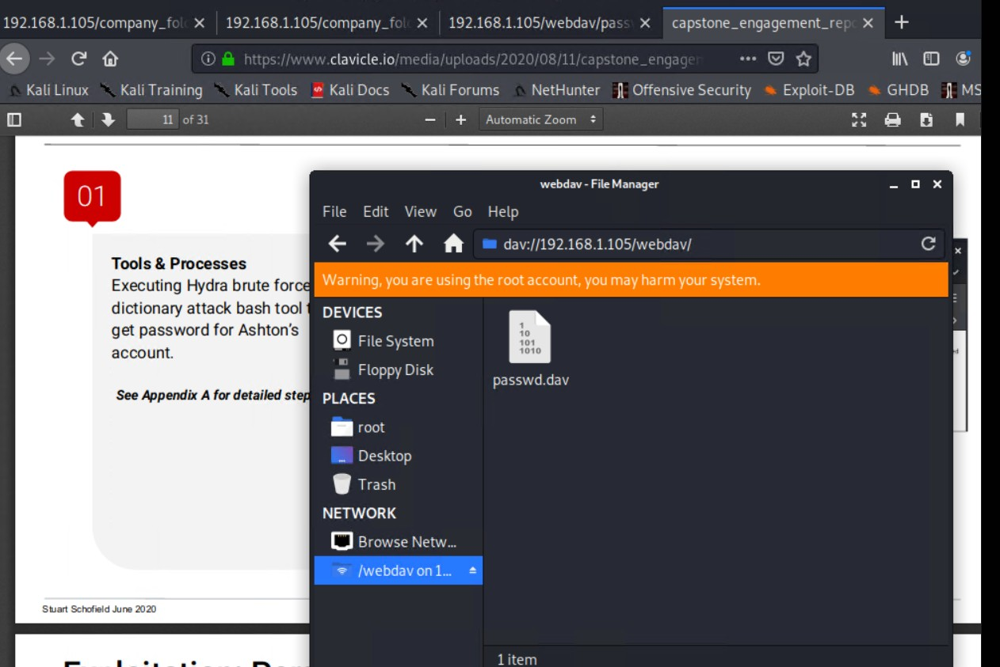 192.168.1.105/company_fol
192.168.1.105/company_fol
192.168.1.105/webdav/pass
capstone_engagement_repo
https://www.clavicle.io/media/uploads/2020/08/11/capstone_engagem
Kali Linux
Kali Training
Kali Tools
Kali Docs
Kali Forums
NetHunter
Offensive Security
Exploit-DB
GHDB
MS
11 of 31
Automatic Zoom
01
Tools & Processes
Executing Hydra brute force
dictionary attack bash tool
get password for Ashton's
account.
See Appendix A for detailed step
Stuart Schofield June 2020
webdav - File Manager
File Edit View Go Help
dav://192.168.1.105/webdav/
Warning, you are using the root account, you may harm your system.
DEVICES
File System
Floppy Disk
PLACES
root
Desktop
Trash
NETWORK
Browse Netw...
/webdav on 1...
1
10
101
1010
passwd.dav
1 item